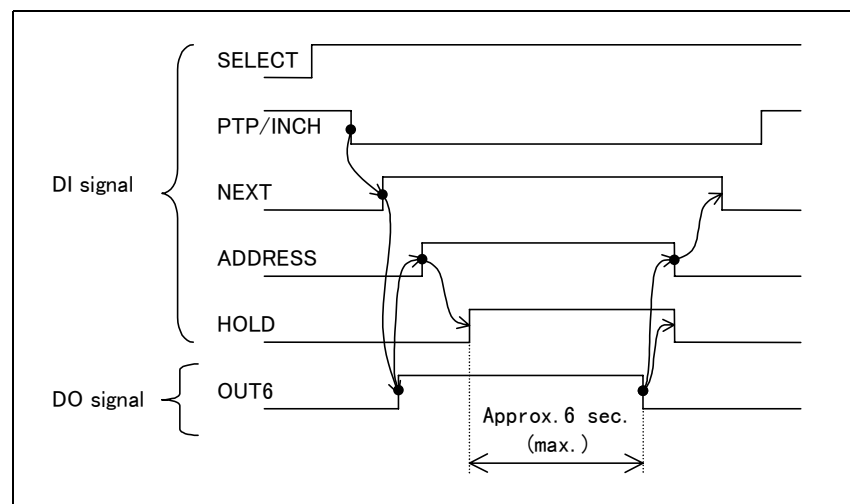 SELECT
PTP/INCH
DI signal
NEXT
ADDRESS
HOLD
DO signal
OUT6
Approx.6 sec.
(max.)